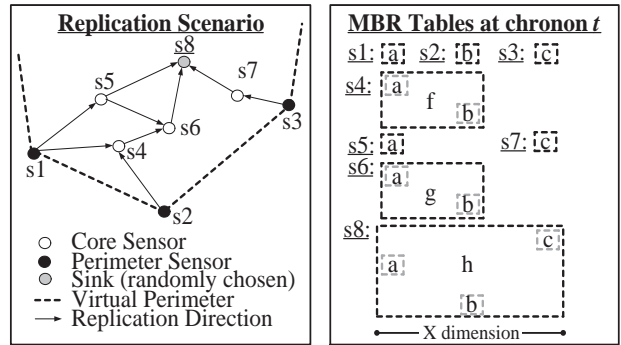 Replication Scenario
s8
s5
s7
s6
s3
s4
s1
s2
Core Sensor
Perimeter Sensor
Sink (randomly chosen)
Virtual Perimeter
Replication Direction
MBR Tables at chronon t
s1: a s2: b s3: c
s4: a
f
b
s5: a s7: c
s6: a
g
b
s8:
c
a h
b
X dimension